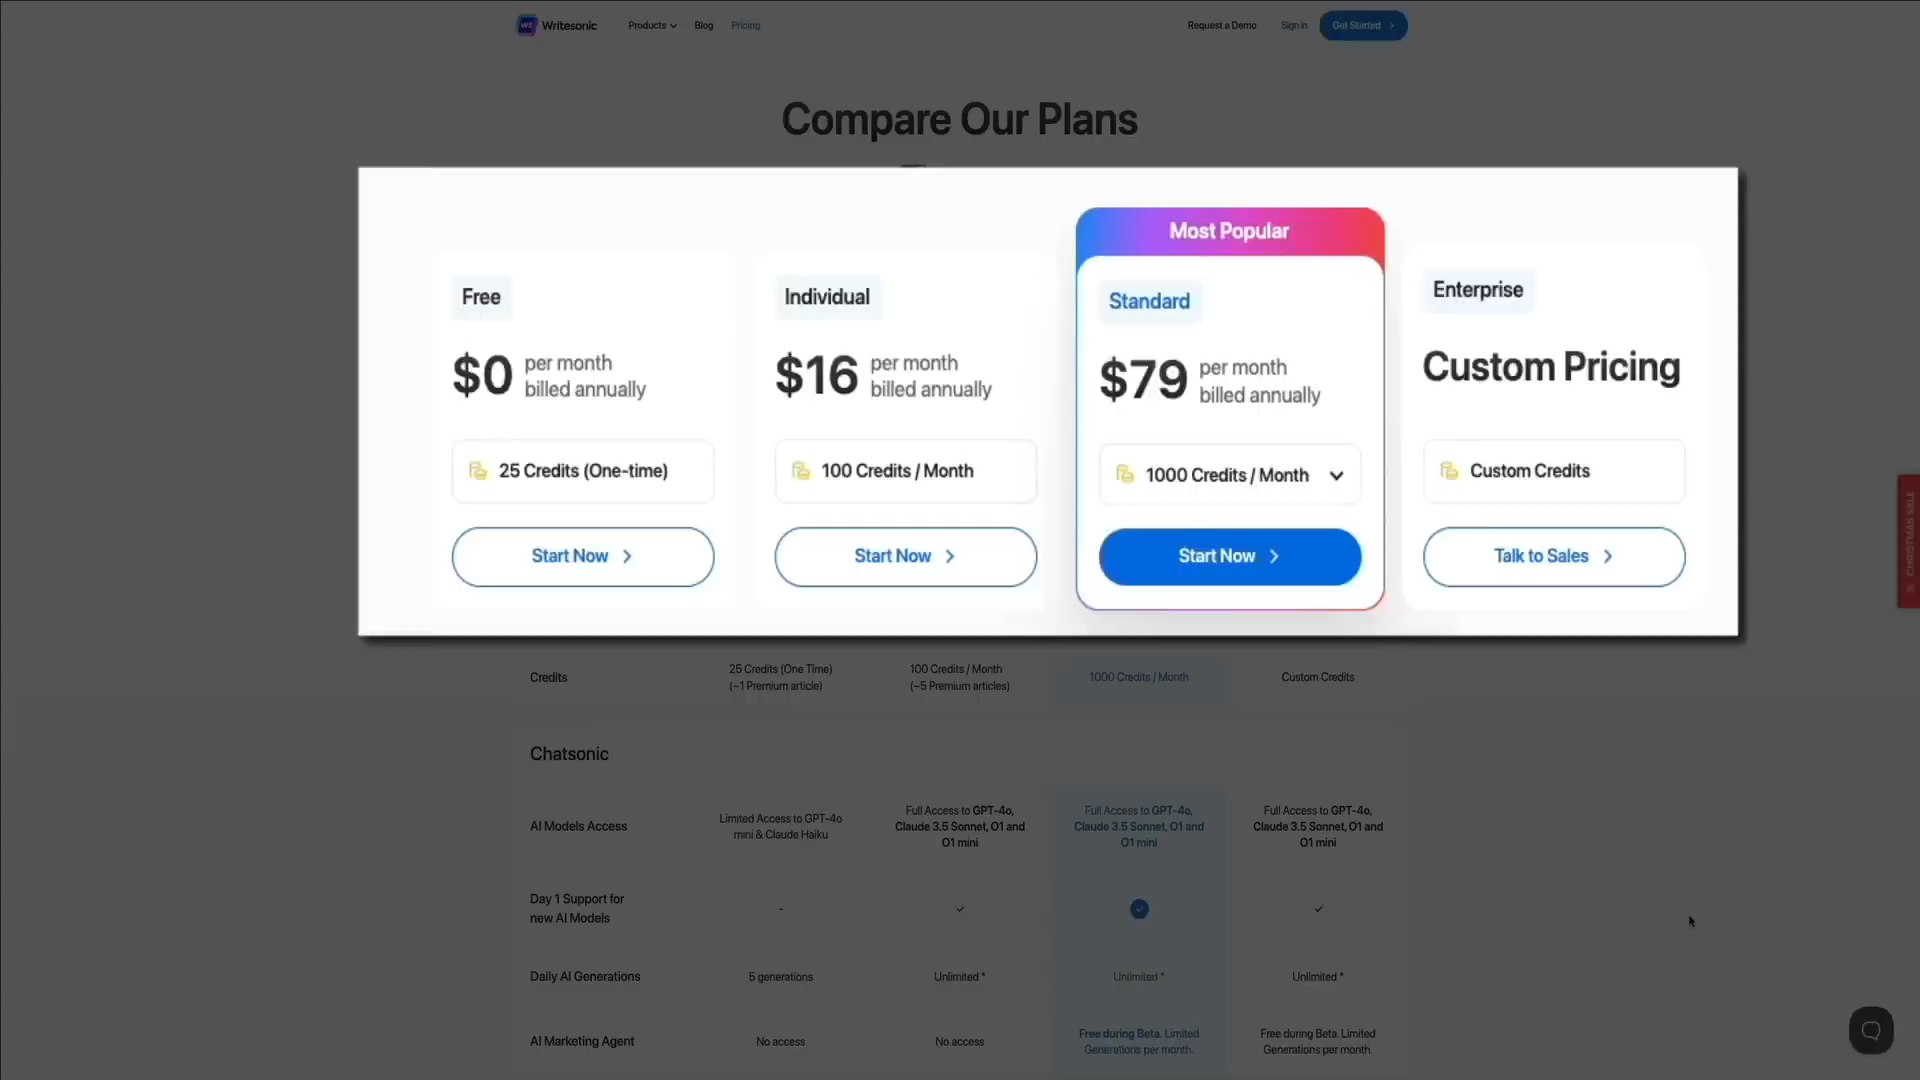 Writesonic
Products
Blog
Pricing
Request a Demo
Sign in
Get Started
Compare Our Plans
Most Popular
Free
$0 per month
billed annually
25 Credits (One-time)
Start Now
Individual
$16 per month
billed annually
100 Credits / Month
Start Now
Standard
$79 per month
billed annually
1000 Credits / Month
Start Now
Enterprise
Custom Pricing
Custom Credits
Talk to Sales
CHRISTMAS SALE
Credits
25 Credits (One Time)
(~1 Premium article)
100 Credits / Month
(~5 Premium articles)
1000 Credits / Month
Custom Credits
Chatsonic
AI Models Access
Limited Access to GPT-4o
mini & Claude Haiku
Full Access to GPT-4o,
Claude 3.5 Sonnet, O1 and
O1 mini
Full Access to GPT-4o,
Claude 3.5 Sonnet, O1 and
O1 mini
Full Access to GPT-4o,
Claude 3.5 Sonnet, O1 and
O1 mini
Day 1 Support for
new AI Models
-
Daily AI Generations
5 generations
Unlimited *
Unlimited *
Unlimited *
AI Marketing Agent
No access
No access
Free during Beta. Limited
Generations per month.
Free during Beta. Limited
Generations per month.